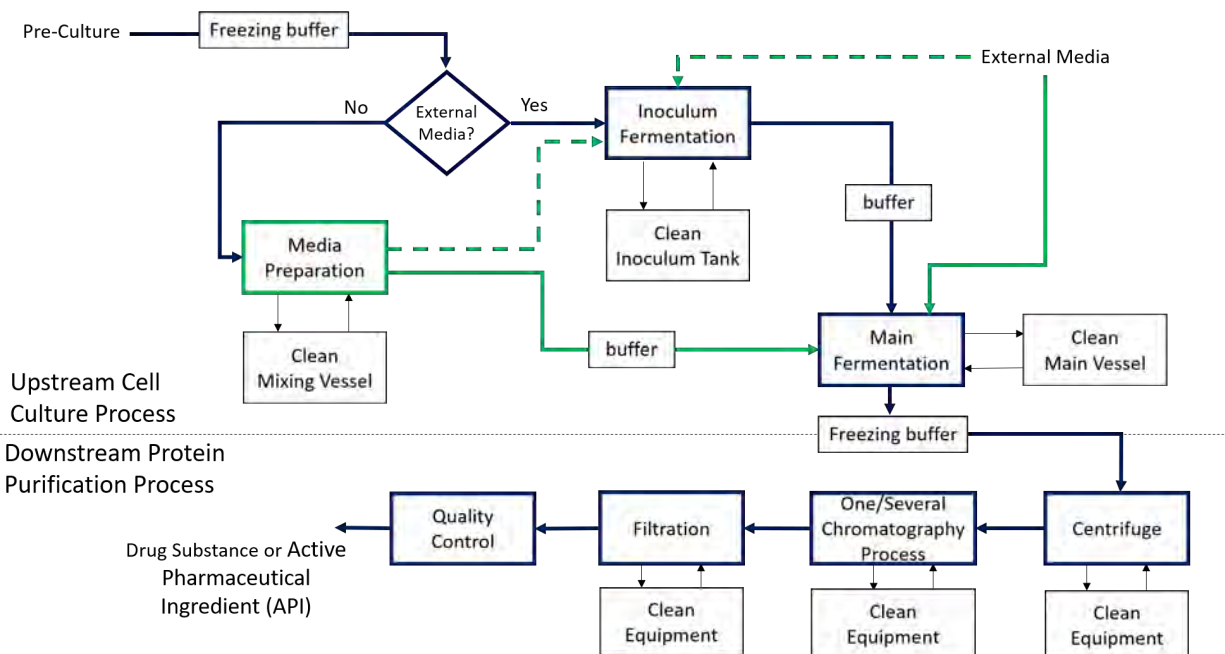 Pre-Culture
Freezing buffer
External Media
No
External
Media?
Yes
Inoculum
Fermentation
buffer
Media
Preparation
Clean
Inoculum Tank
buffer
Main
Fermentation
Clean
Main Vessel
Clean
Mixing Vessel
Upstream Cell
Culture Process
Freezing buffer
Downstream Protein
Purification Process
Quality
Control
Filtration
One/Several
Chromatography
Process
Centrifuge
Drug Substance or Active
Pharmaceutical
Ingredient (API)
Clean
Equipment
Clean
Equipment
Clean
Equipment